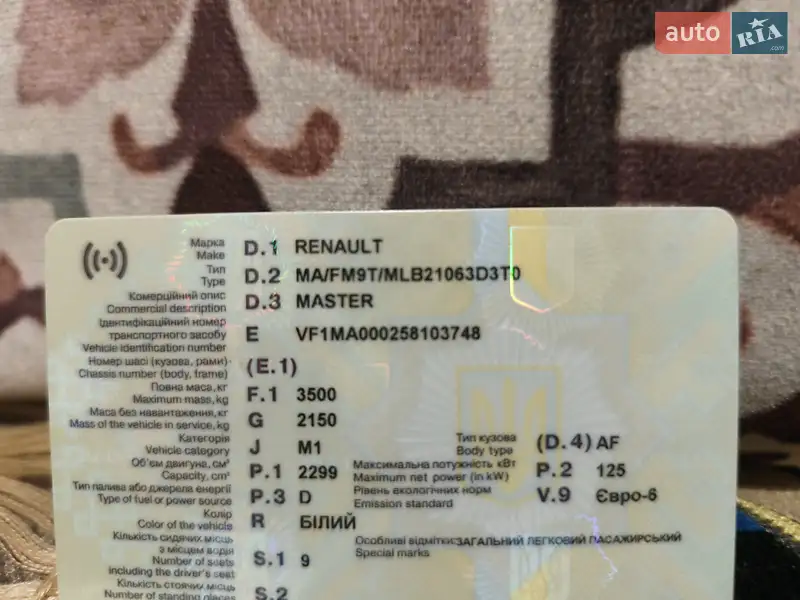 auto RIA .com
Марка
Make D.1 RENAULT
Тип
Type D.2 MA/FM9T/MLB21063D3T0
Комерційний опис
Commercial description D.3 MASTER
Ідентифікаційний номер
транспортного засобу
Vehicle identification number E VF1MA000258103748
Номер шасі (кузова, рами)
Chassis number (body, frame) (E.1)
Повна маса, кг
Maximum mass, kg F.1 3500
Маса без навантаження, кг
Mass of the vehicle in service, kg G 2150
Категорія
Vehicle category J M1
Тип кузова
Body type (D.4) AF
Об'єм двигуна, см³
Capacity, cm³ P.1 2299
Максимальна потужність кВт
Maximum net power (in kW) P.2 125
Тип палива або джерела енергії
Type of fuel or power source P.3 D
Рівень екологічних норм
Emission standard V.9 Євро-6
Колір
Color of the vehicle R БІЛИЙ
Кількість сидячих місць
з місцем водія
Number of seats
including the driver's seat S.1 9
Особливі відмітки: ЗАГАЛЬНИЙ ЛЕГКОВИЙ ПАСАЖИРСЬКИЙ
Special marks
Кількість стоячих місць
Number of standing places S.2